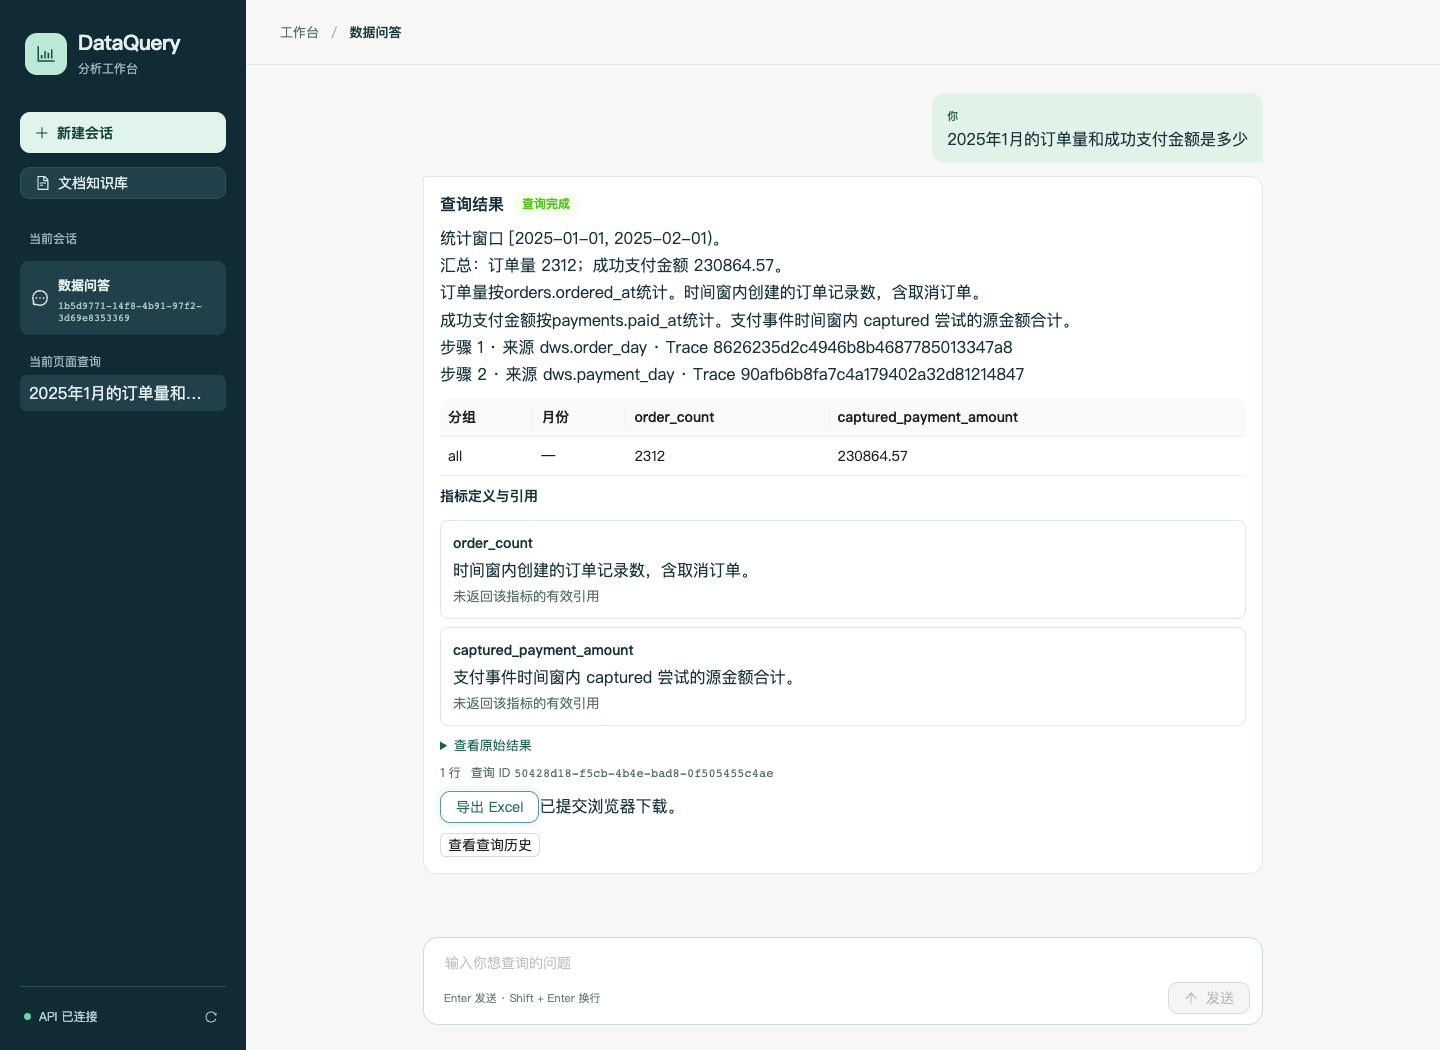 DataQuery
分析工作台
新建会话
文档知识库
当前会话
数据问答
1b5d9771-14f8-4b91-97f2-
3d69e8353369
当前页面查询
2025年1月的订单量和...
API 已连接
工作台 / 数据问答
你
2025年1月的订单量和成功支付金额是多少
查询结果 查询完成
统计窗口 [2025-01-01, 2025-02-01)。
汇总：订单量 2312；成功支付金额 230864.57。
订单量按orders.ordered_at统计。时间窗内创建的订单记录数，含取消订单。
成功支付金额按payments.paid_at统计。支付事件时间窗内 captured 尝试的源金额合计。
步骤 1 · 来源 dws.order_day · Trace 8626235d2c4946b8b4687785013347a8
步骤 2 · 来源 dws.payment_day · Trace 90afb6b8fa7c4a179402a32d81214847
分组 月份 order_count captured_payment_amount
all — 2312 230864.57
指标定义与引用
order_count
时间窗内创建的订单记录数，含取消订单。
未返回该指标的有效引用
captured_payment_amount
支付事件时间窗内 captured 尝试的源金额合计。
未返回该指标的有效引用
查看原始结果
1 行 查询 ID 50428d18-f5cb-4b4e-bad8-0f505455c4ae
导出 Excel 已提交浏览器下载。
查看查询历史
输入你想查询的问题
Enter 发送 · Shift + Enter 换行
发送